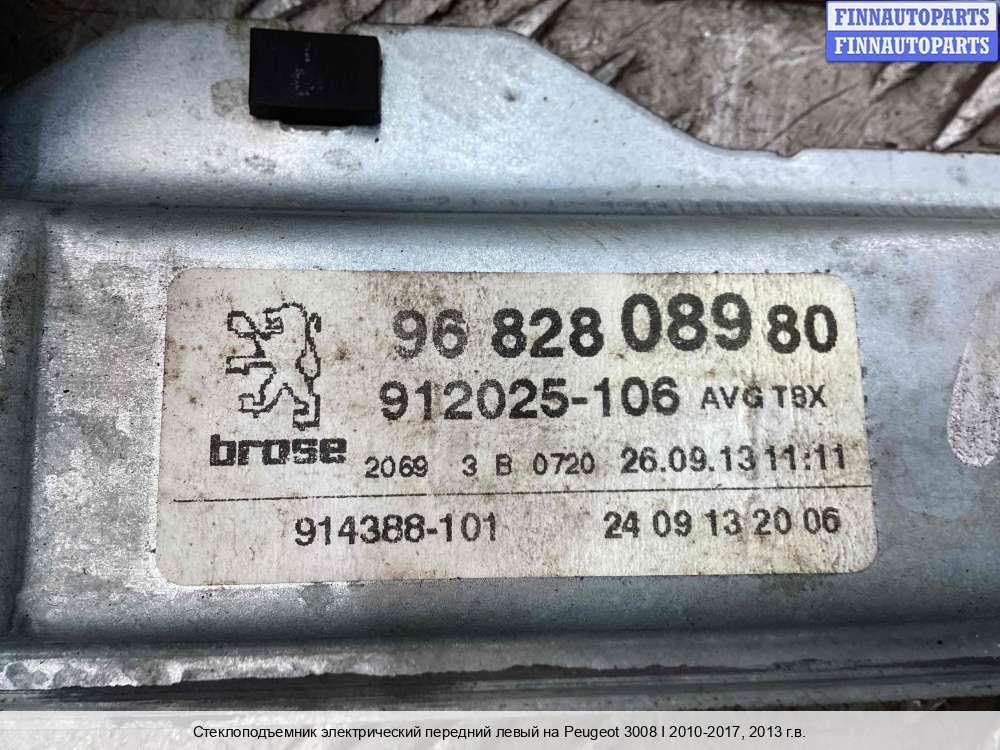 FINNAUTOPARTS
FINNAUTOPARTS
96 828 089 80
912025-106 AVG TBX
brose
2069 3 B 0720 26.09.13 11:11
914388-101 24 09 13 20 06
Стеклоподъемник электрический передний левый на Peugeot 3008 I 2010-2017, 2013 г.в.